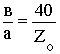 в/а = 40/Z₀